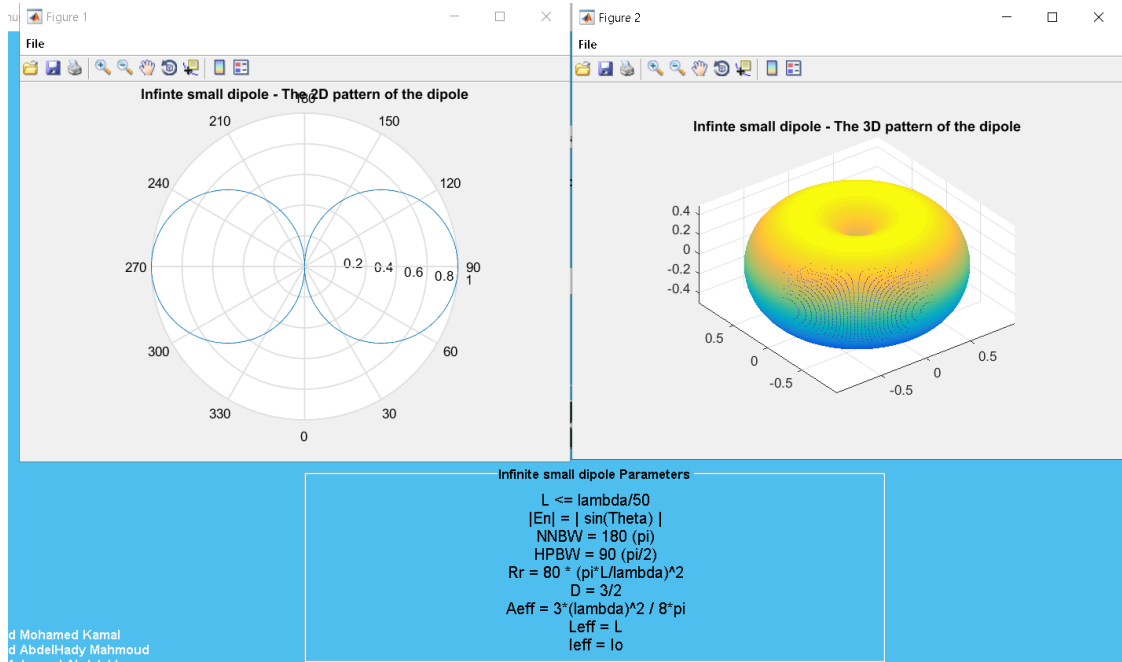 Figure 1
File
Infinte small dipole - The 2D pattern of the dipole
180
210
150
240
120
270
0.2
0.4
0.6
0.8
90
1
300
60
330
30
0
Figure 2
File
Infinte small dipole - The 3D pattern of the dipole
0.4
0.2
0
-0.2
-0.4
0.5
0
-0.5
-0.5
0
0.5
Infinite small dipole Parameters
L <= lambda/50
|En| = | sin(Theta) |
NNBW = 180 (pi)
HPBW = 90 (pi/2)
Rr = 80 * (pi*L/lambda)^2
D = 3/2
Aeff = 3*(lambda)^2 / 8*pi
Leff = L
Ieff = Io
d Mohamed Kamal
d AbdelHady Mahmoud